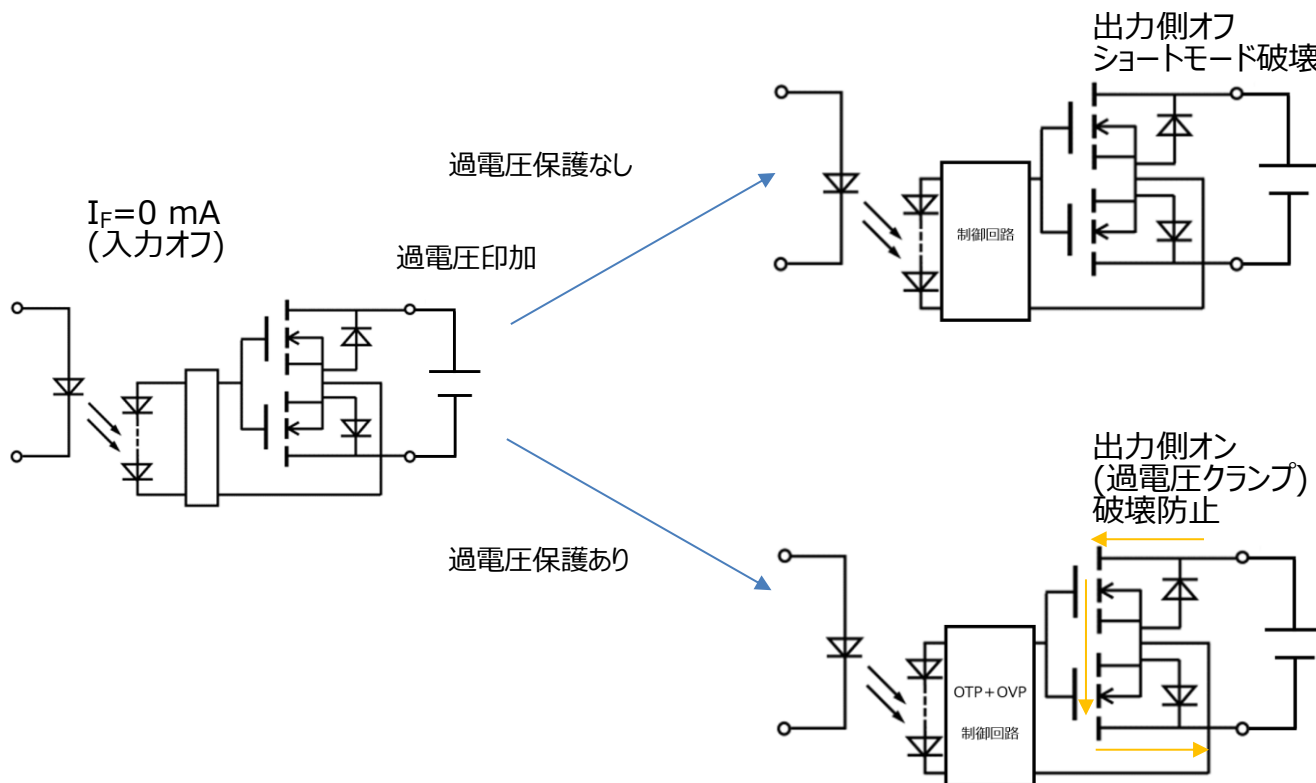 出力側オフ
ショートモード破壊
過電圧保護なし
I_F=0 mA
(入力オフ)
過電圧印加
制御回路
出力側オン
(過電圧クランプ)
破壊防止
過電圧保護あり
OTP+OVP
制御回路